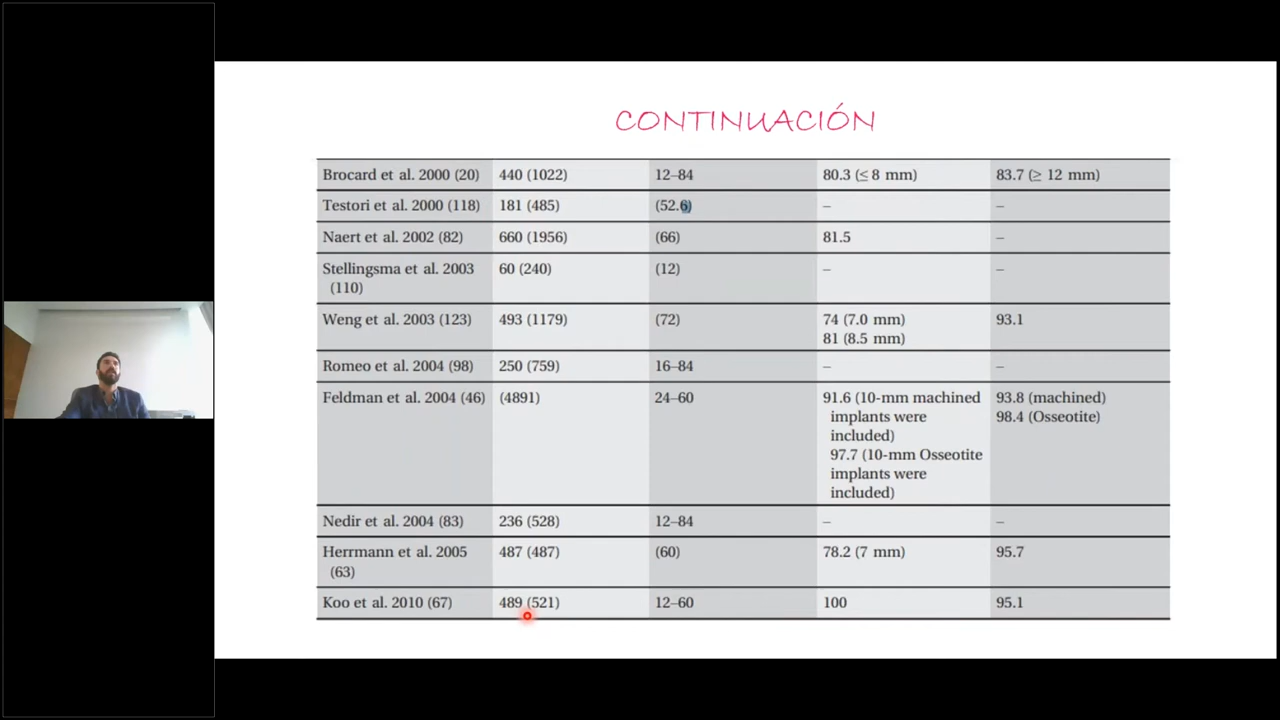 CONTINUACIÓN
Brocard et al. 2000 (20) 440 (1022) 12–84 80.3 (≤ 8 mm) 83.7 (≥ 12 mm)
Testori et al. 2000 (118) 181 (485) (52.6) – –
Naert et al. 2002 (82) 660 (1956) (66) 81.5 –
Stellingsma et al. 2003 60 (240) (12) – –
(110)
Weng et al. 2003 (123) 493 (1179) (72) 74 (7.0 mm) 93.1
81 (8.5 mm)
Romeo et al. 2004 (98) 250 (759) 16–84 – –
Feldman et al. 2004 (46) (4891) 24–60 91.6 (10-mm machined 93.8 (machined)
implants were 98.4 (Osseotite)
included)
97.7 (10-mm Osseotite
implants were
included)
Nedir et al. 2004 (83) 236 (528) 12–84 – –
Herrmann et al. 2005 487 (487) (60) 78.2 (7 mm) 95.7
(63)
Koo et al. 2010 (67) 489 (521) 12–60 100 95.1